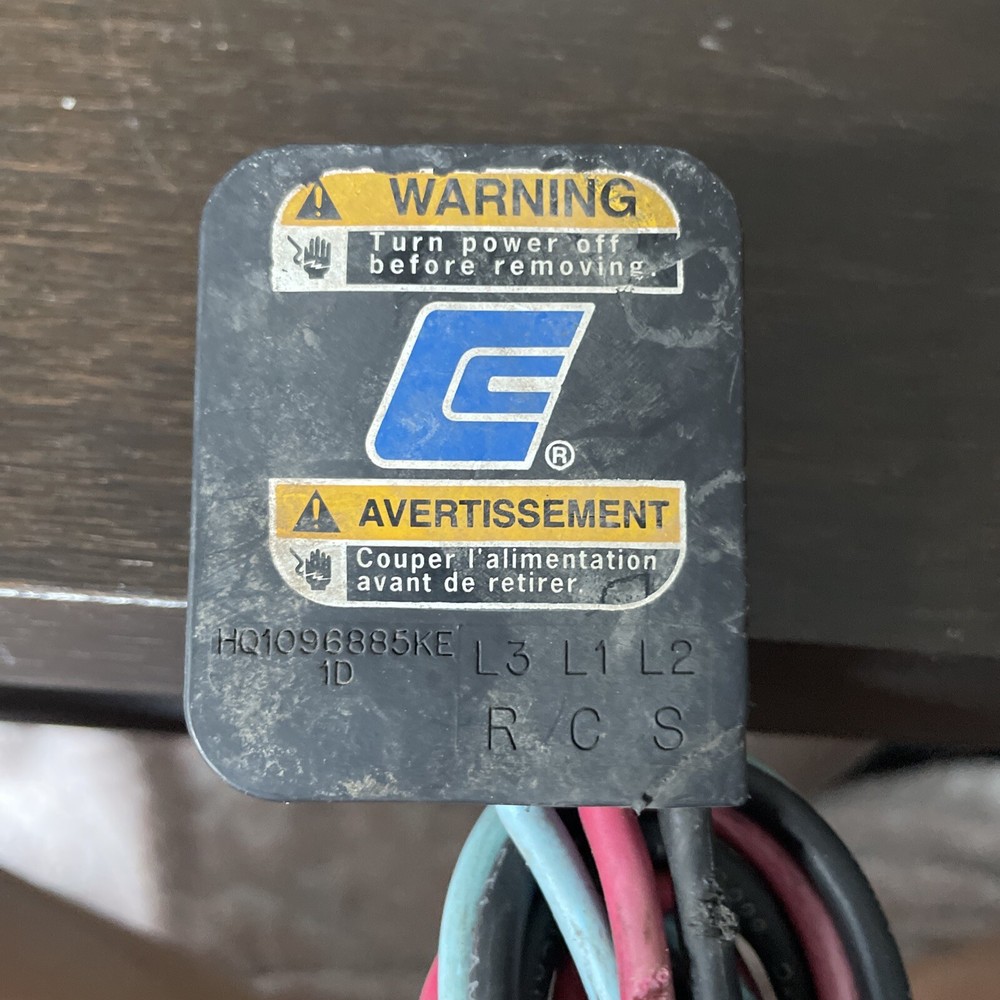 WARNING
Turn power off
before removing.
®
AVERTISSEMENT
Couper l'alimentation
avant de retirer.
HQ1096885KE
1D
L3 L1 L2
R C S